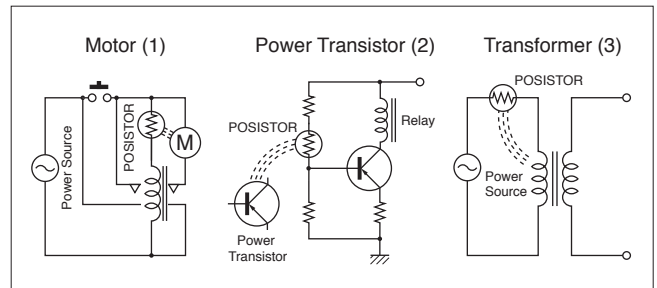 Motor (1)
Power Source
POSISTOR
M
Power Transistor (2)
POSISTOR
Relay
Power
Transistor
Transformer (3)
POSISTOR
Power
Source